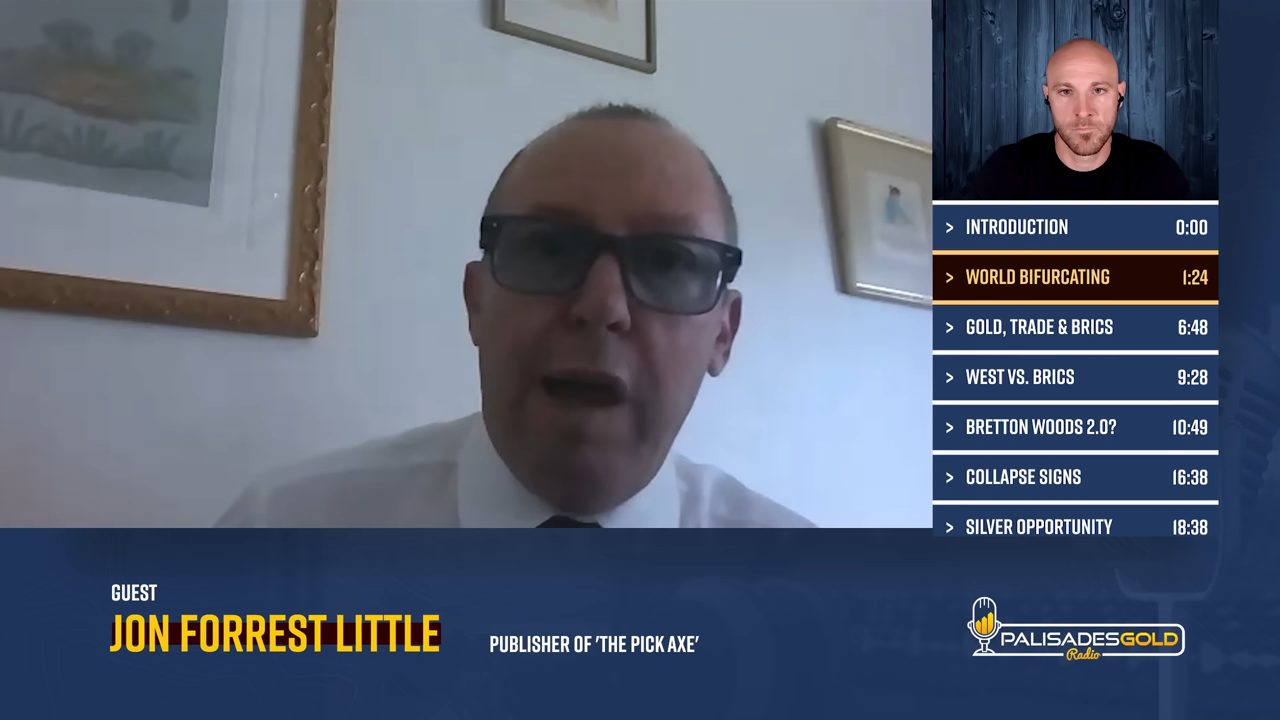 > INTRODUCTION 0:00
> WORLD BIFURCATING 1:24
> GOLD, TRADE & BRICS 6:48
> WEST VS. BRICS 9:28
> BRETTON WOODS 2.0? 10:49
> COLLAPSE SIGNS 16:38
> SILVER OPPORTUNITY 18:38
GUEST
JON FORREST LITTLE
PUBLISHER OF 'THE PICK AXE'
PALISADESGOLD
Radio